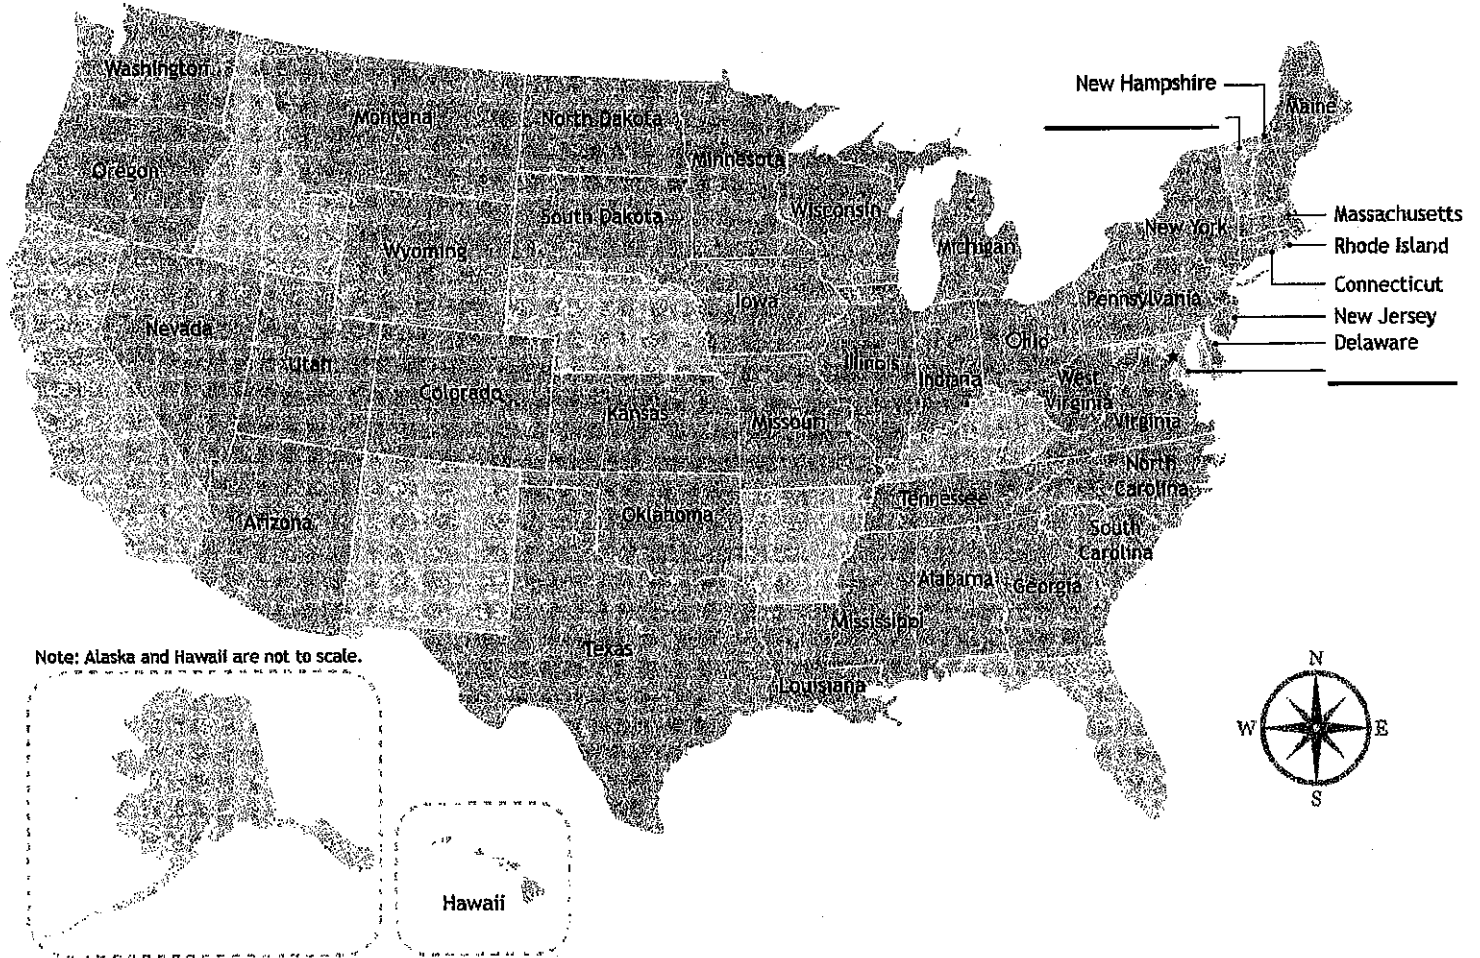 Washington
New Hampshire
Maine
Montana
North Dakota
Minnesota
Oregon
South Dakota
Wisconsin
Massachusetts
New York
Rhode Island
Wyoming
Michigan
Connecticut
Pennsylvania
Iowa
New Jersey
Nevada
Ohio
Delaware
Utah
Illinois
Indiana
West
Virginia
Colorado
Kansas
Missouri
Virginia
North
Carolina
Tennessee
Arizona
Oklahoma
South
Carolina
Alabama
Georgia
Mississippi
Texas
Louisiana
Note: Alaska and Hawaii are not to scale.
N
W
E
S
Hawaii